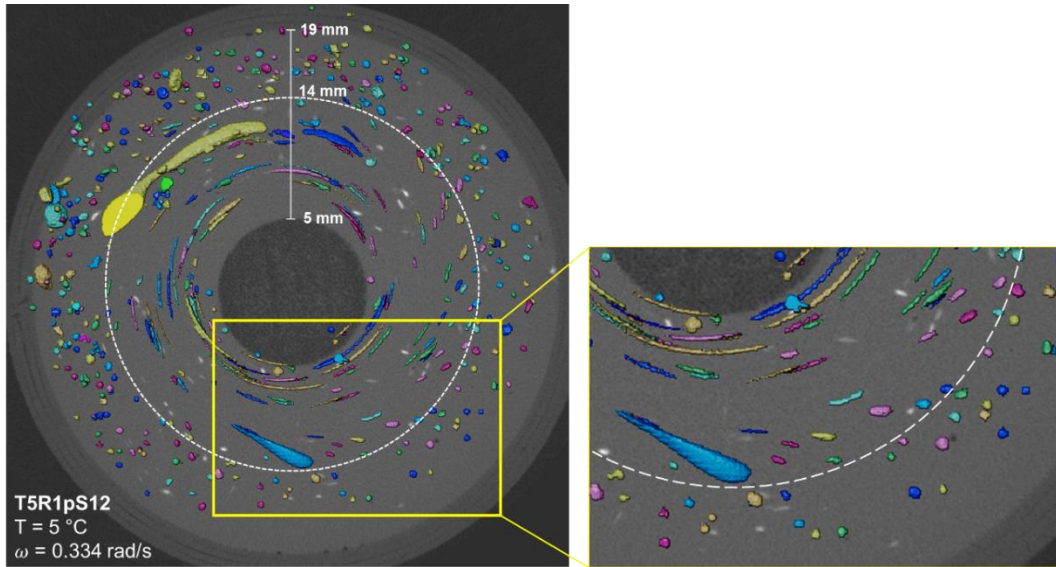 19 mm
14 mm
5 mm
T5R1pS12
T = 5 °C
ω = 0.334 rad/s